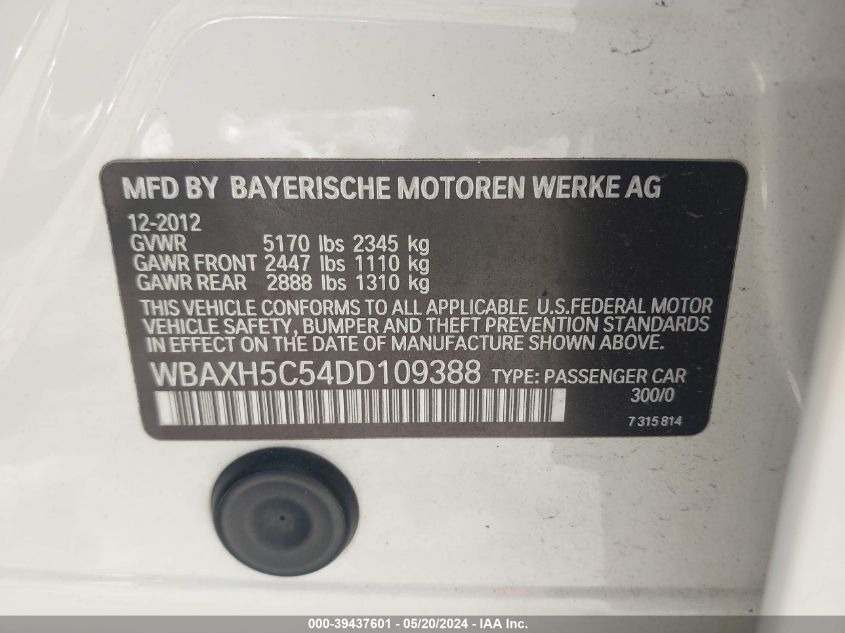 MFD BY BAYERISCHE MOTOREN WERKE AG
12-2012
GVWR 5170 lbs 2345 kg
GAWR FRONT 2447 lbs 1110 kg
GAWR REAR 2888 lbs 1310 kg
THIS VEHICLE CONFORMS TO ALL APPLICABLE U.S.FEDERAL MOTOR
VEHICLE SAFETY, BUMPER AND THEFT PREVENTION STANDARDS
IN EFFECT ON THE DATE OF MANUFACTURE SHOWN ABOVE.
WBAXH5C54DD109388 TYPE: PASSENGER CAR
300/0
7 315 814
000-39437601 - 05/20/2024 - IAA Inc.